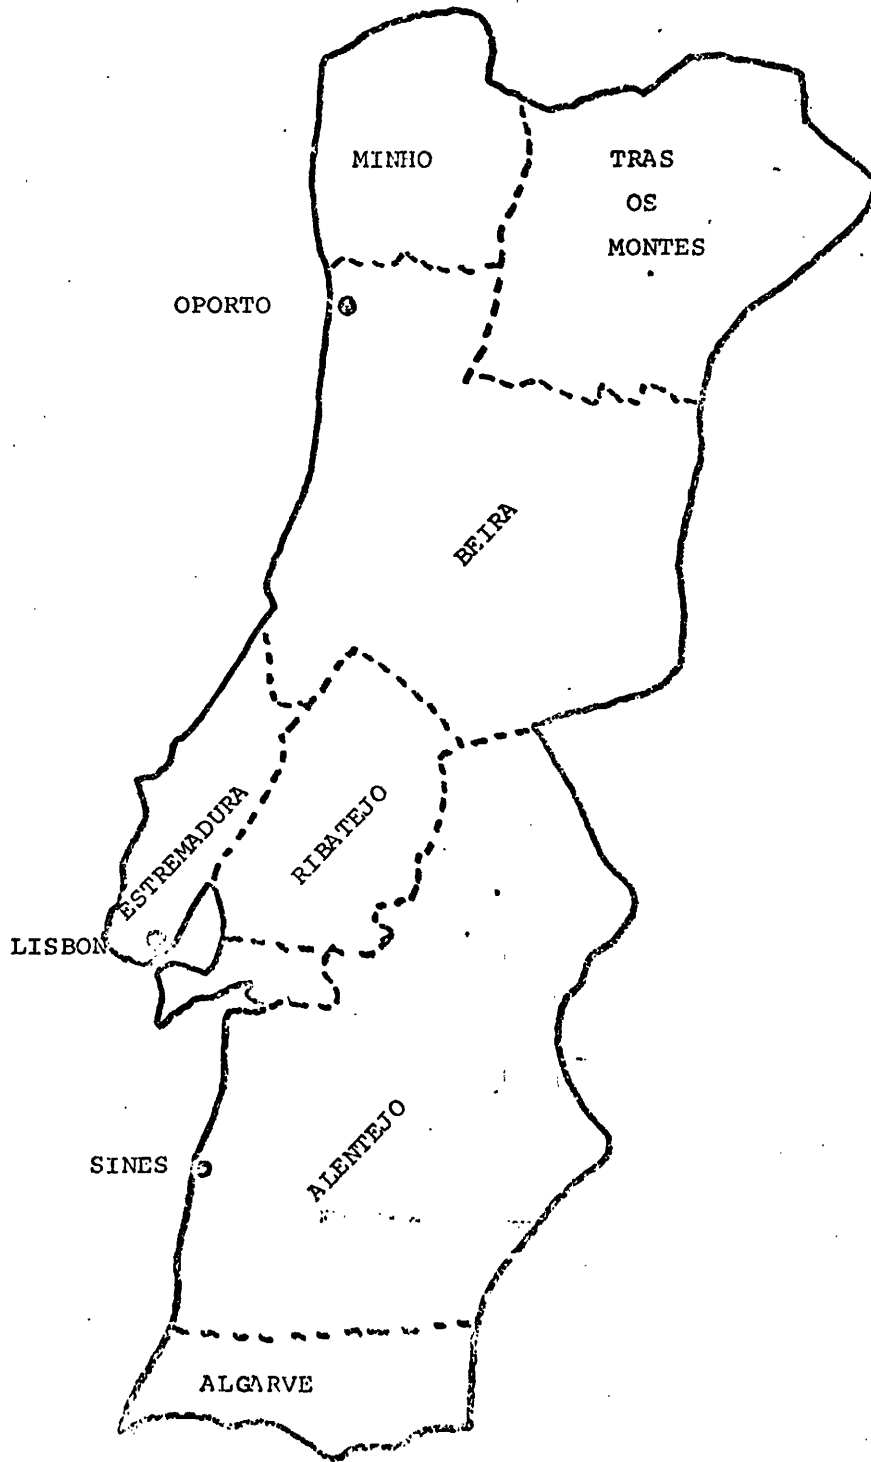 MINHO
TRAS
OS
MONTES
OPORTO
BEIRA
ESTREMADURA
RIBATEJO
LISBON
ALENTEJO
SINES
ALGARVE